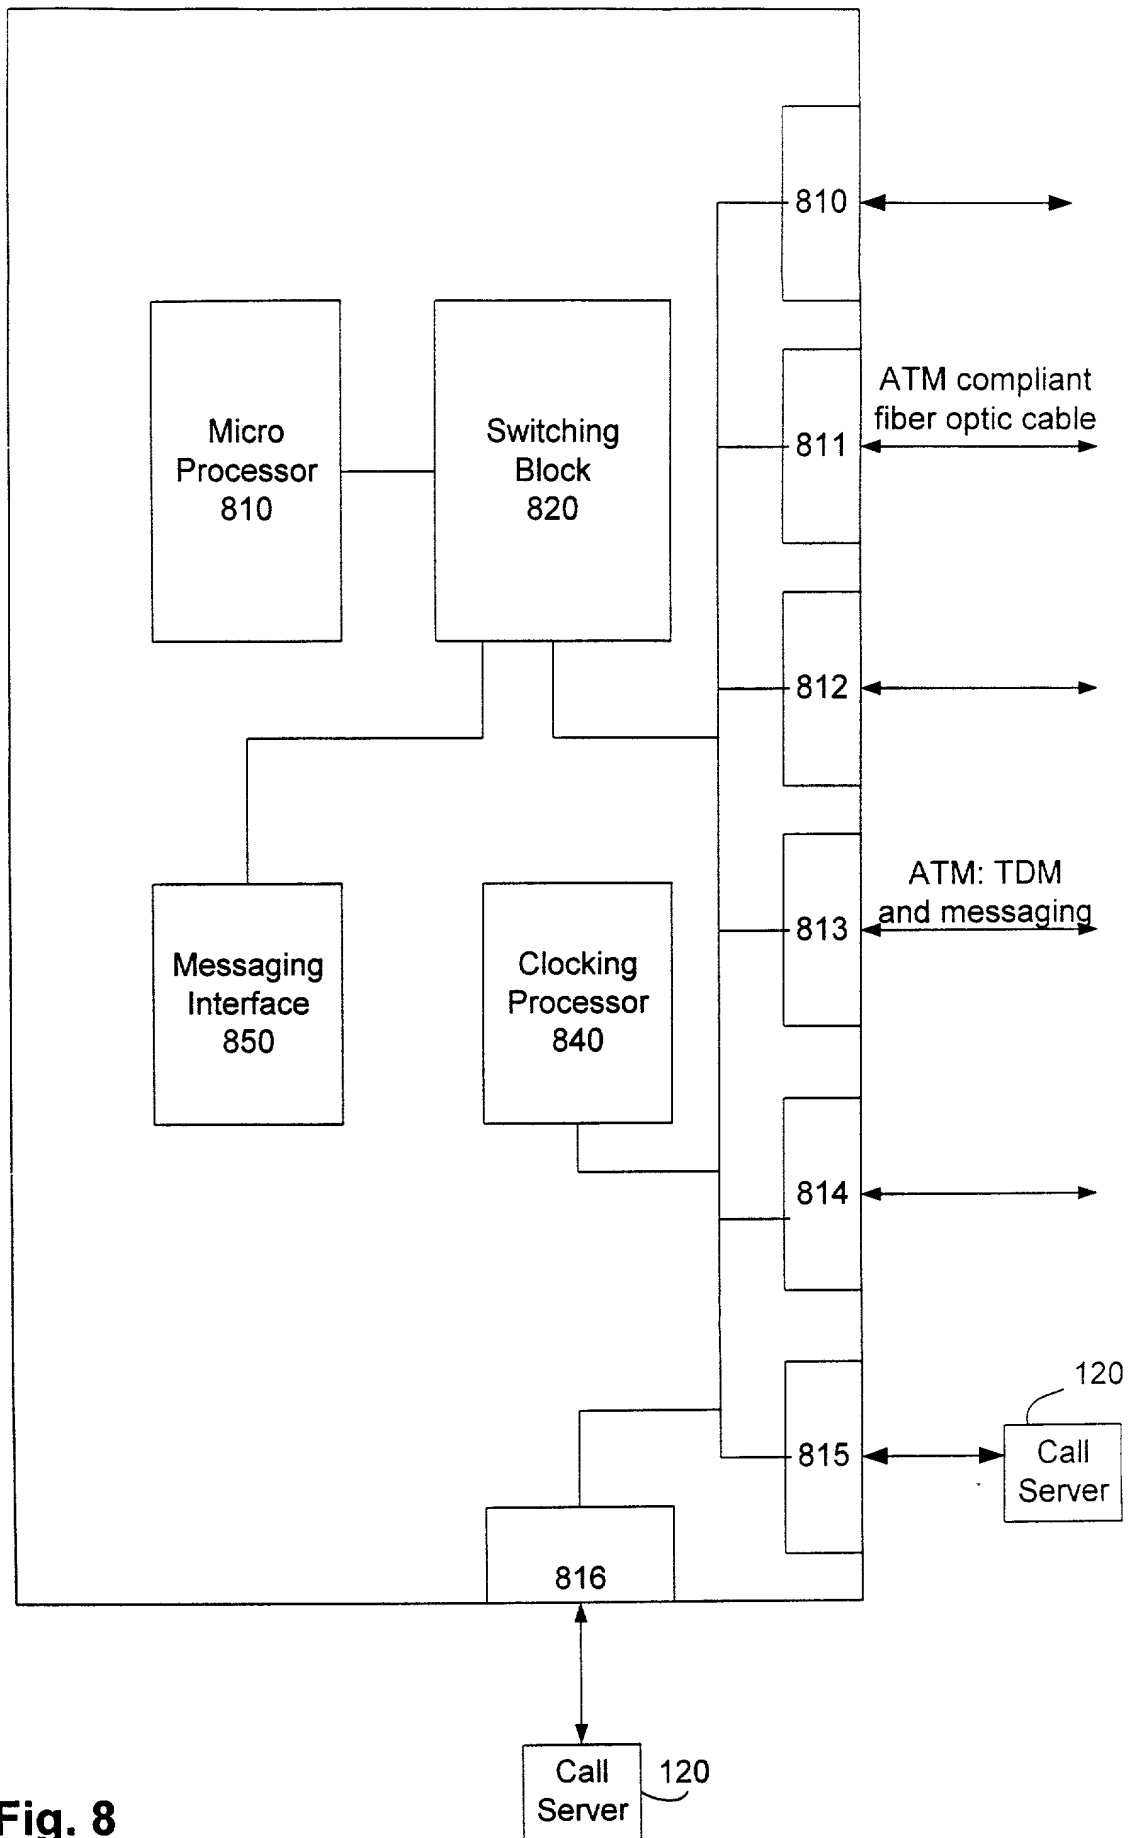 810
ATM compliant
fiber optic cable
811
Micro
Processor
810
Switching
Block
820
812
ATM: TDM
and messaging
813
Messaging
Interface
850
Clocking
Processor
840
814
120
815
Call
Server
816
Call
Server
120
Fig. 8